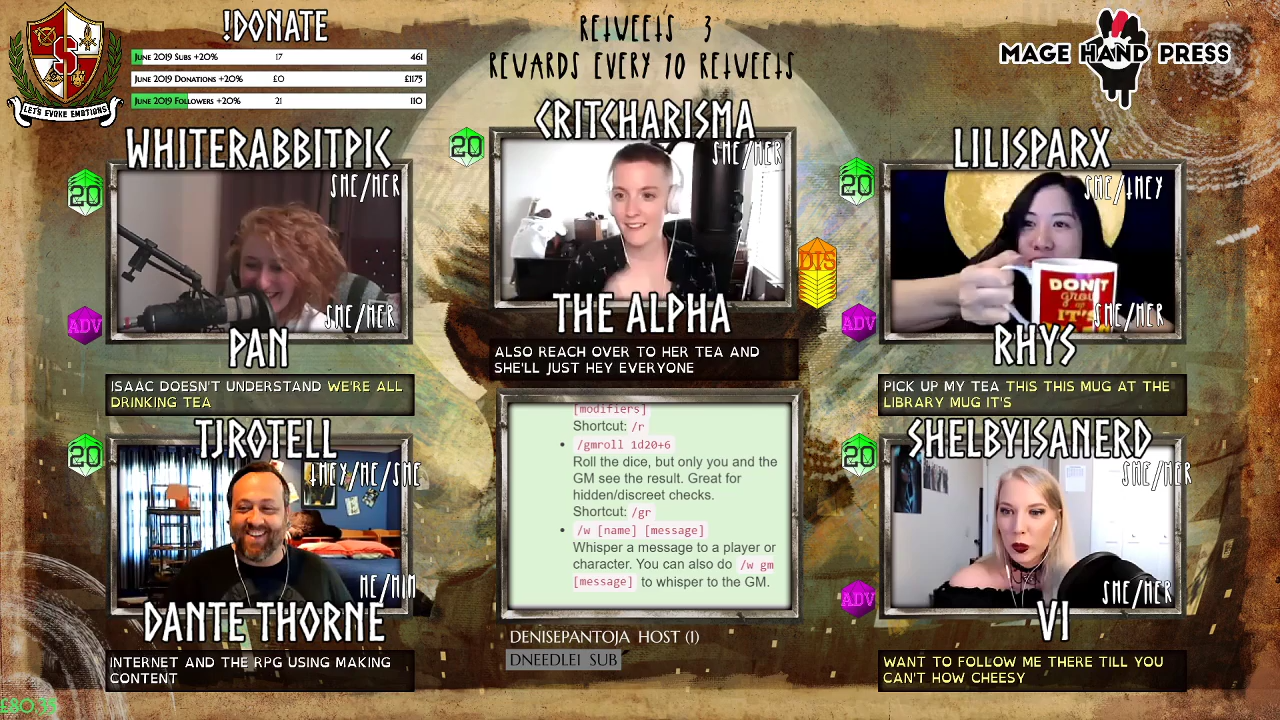 !DONATE
JUNE 2019 SUBS +20% 17 461
JUNE 2019 DONATIONS +20% £0 £1175
JUNE 2019 FOLLOWERS +20% 21 110
LET'S EVOKE EMOTIONS
RETWEETS 3
REWARDS EVERY 10 RETWEETS
MAGE HAND PRESS
WHITERABBITPIC
SHE/HER
20
ADV
SHE/HER
PAN
ISAAC DOESN'T UNDERSTAND WE'RE ALL
DRINKING TEA
CRITCHARISMA
SHE/HER
20
DIS
THE ALPHA
ALSO REACH OVER TO HER TEA AND
SHE'LL JUST HEY EVERYONE
LILISPARX
SHE/THEY
20
ADV
DON'T
grow
IT'S
SHE/HER
RHYS
PICK UP MY TEA THIS THIS MUG AT THE
LIBRARY MUG IT'S
TJROTELL
THEY/HE/SHE
20
HE/HIM
DANTE THORNE
INTERNET AND THE RPG USING MAKING
CONTENT
[modifiers]
Shortcut: /r
• /gmroll 1d20+6
Roll the dice, but only you and the
GM see the result. Great for
hidden/discreet checks.
Shortcut: /gr
• /w [name] [message]
Whisper a message to a player or
character. You can also do /w gm
[message] to whisper to the GM.
DENISEPANTOJA HOST (1)
DNEEDLE1 SUB
SHELBYISANERD
SHE/HER
20
ADV
SHE/HER
VI
WANT TO FOLLOW ME THERE TILL YOU
CAN'T HOW CHEESY